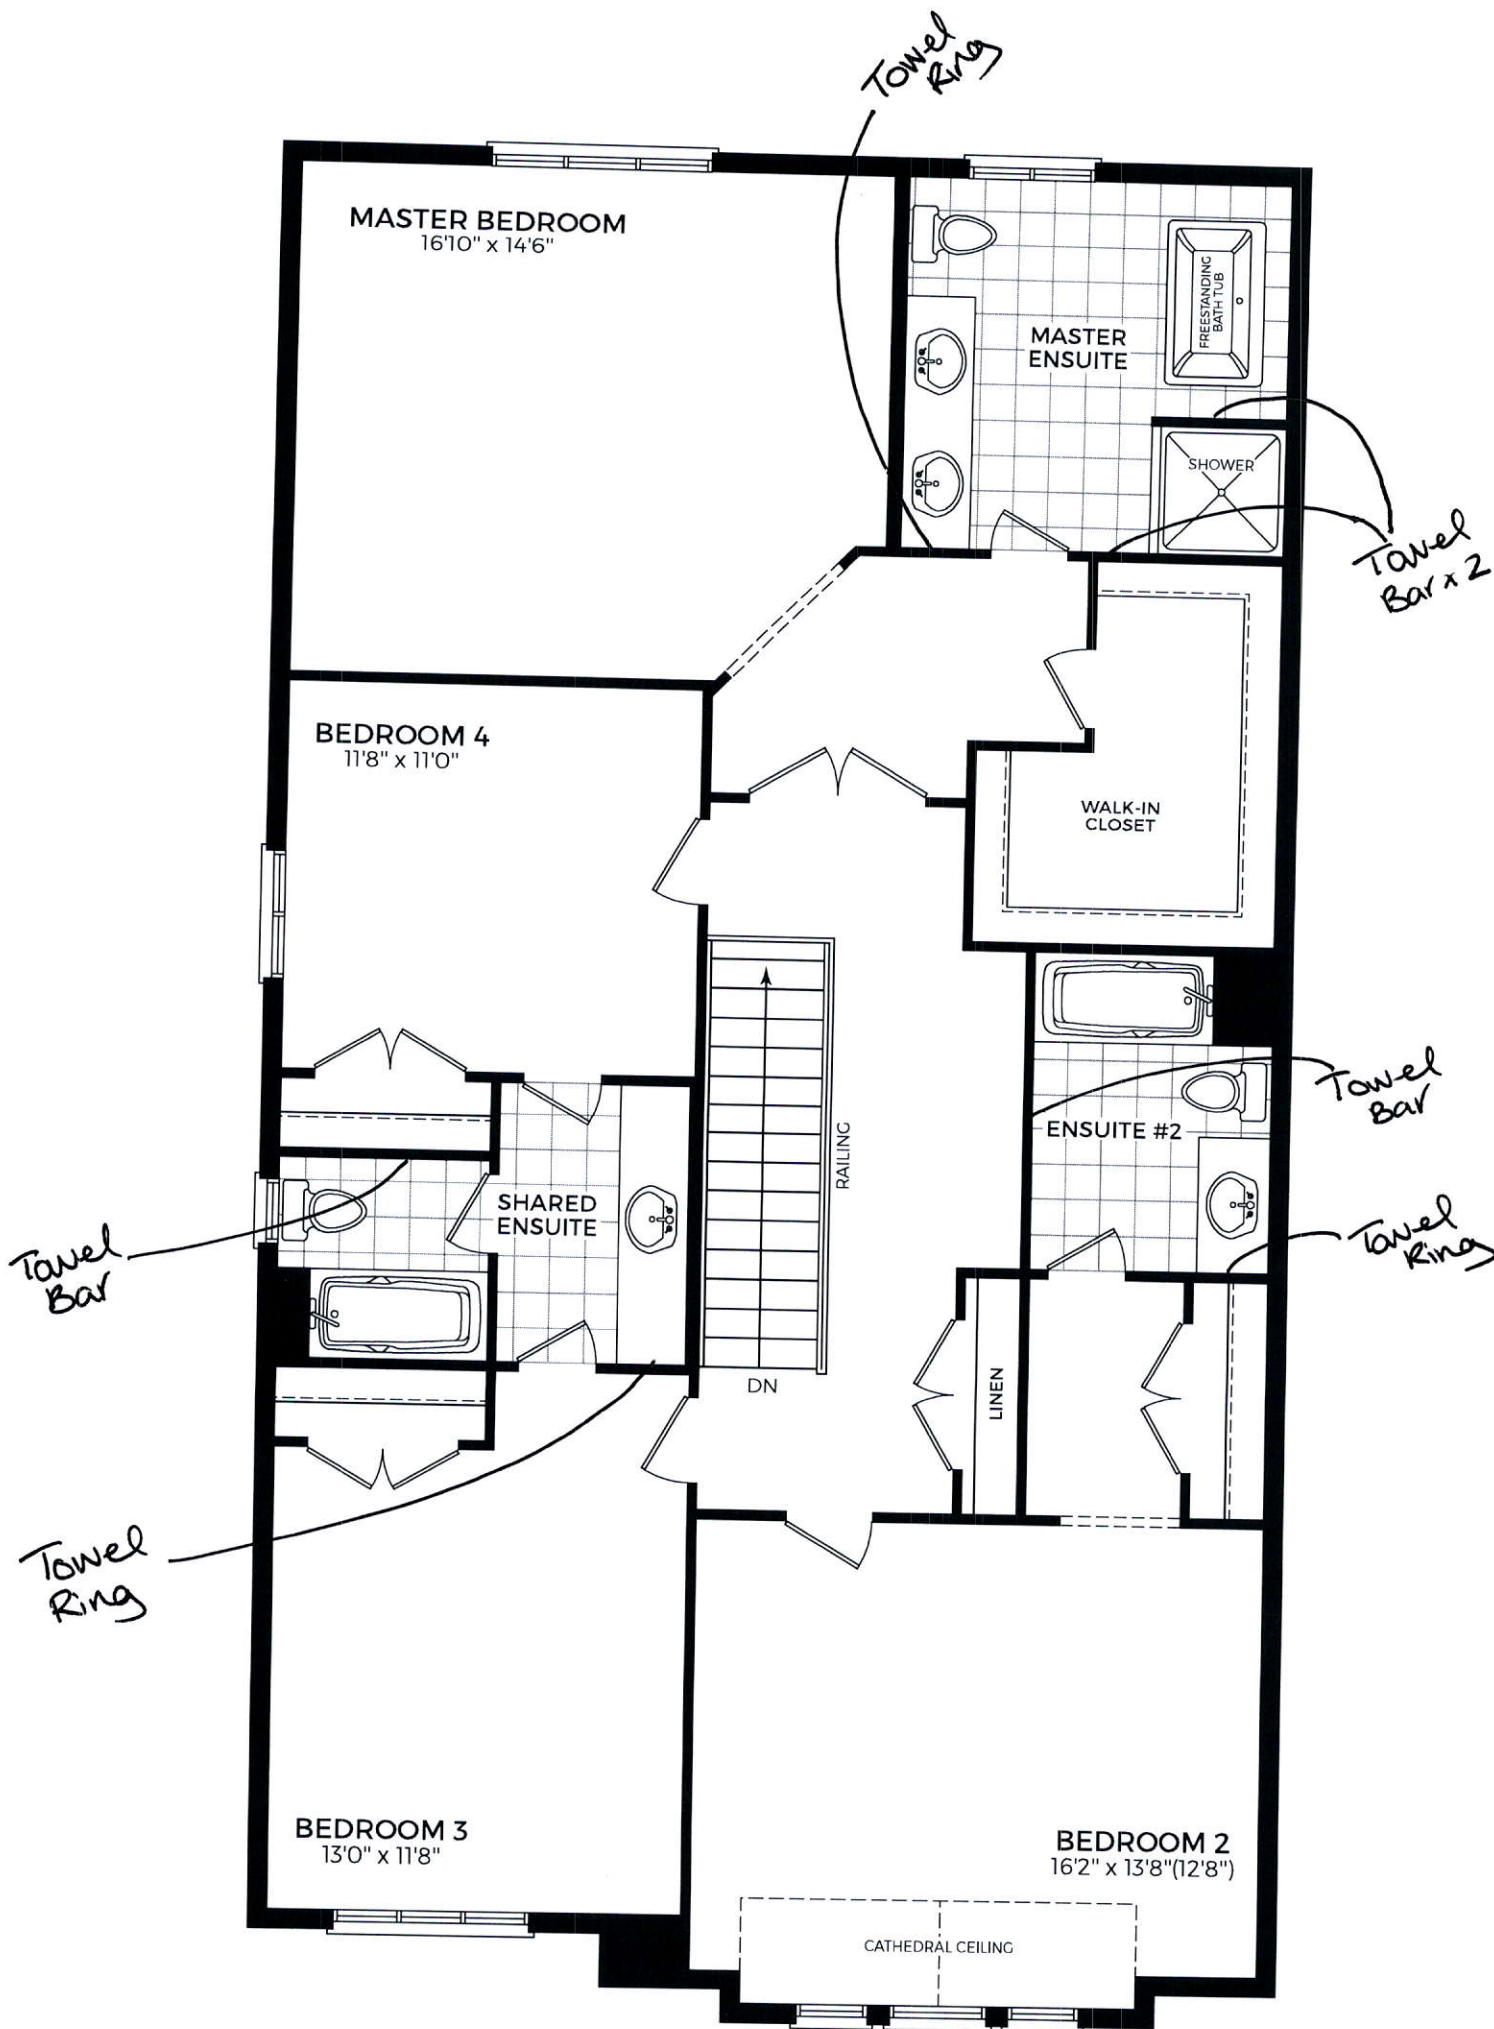 Towel
Ring
MASTER BEDROOM
16'10" x 14'6"
FREESTANDING
BATH TUB
MASTER
ENSUITE
SHOWER
Towel
Bar x 2
BEDROOM 4
11'8" x 11'0"
WALK-IN
CLOSET
Towel
Bar
ENSUITE #2
RAILING
SHARED
ENSUITE
Towel
Bar
Towel
Ring
DN
LINEN
Towel
Ring
BEDROOM 3
13'0" x 11'8"
BEDROOM 2
16'2" x 13'8"(12'8")
CATHEDRAL CEILING